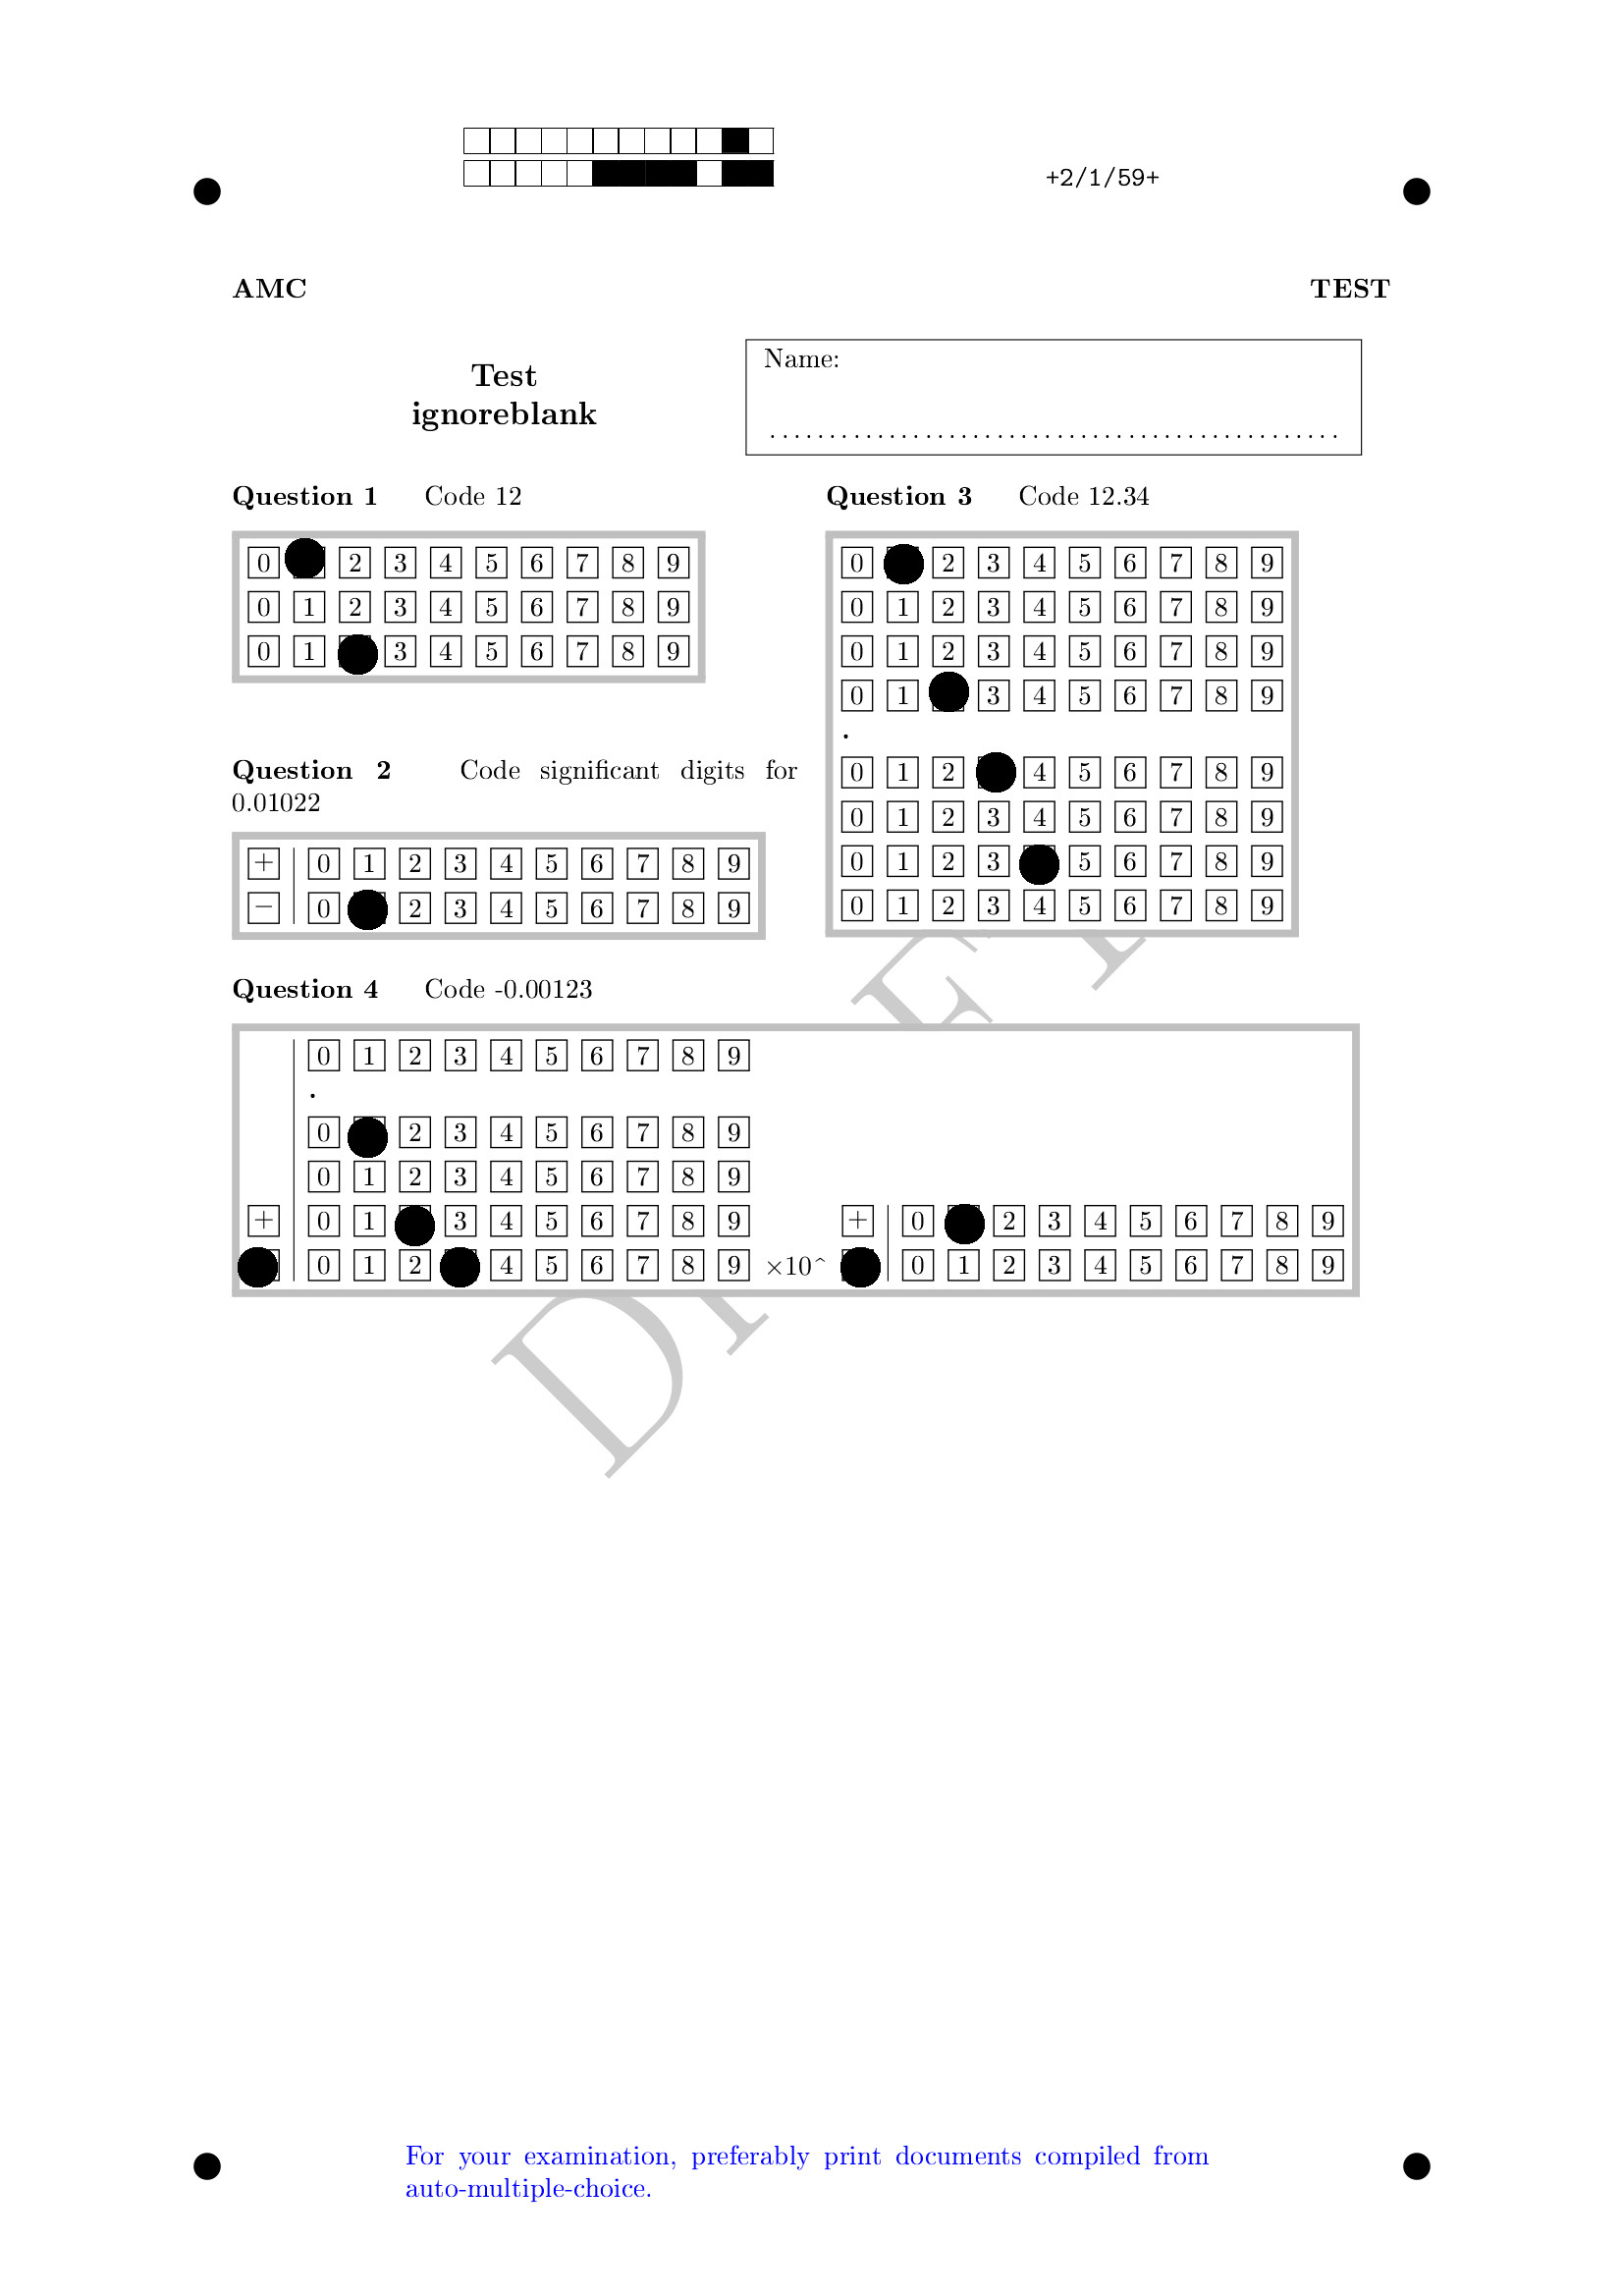 +2/1/59+
AMC TEST
Test
ignoreblank
Name:
..................................................
Question 1 Code 12
0 2 3 4 5 6 7 8 9
0 1 2 3 4 5 6 7 8 9
0 1 3 4 5 6 7 8 9
Question 2 Code significant digits for
0.01022
+ 0 1 2 3 4 5 6 7 8 9
− 0 2 3 4 5 6 7 8 9
Question 3 Code 12.34
0 2 3 4 5 6 7 8 9
0 1 2 3 4 5 6 7 8 9
0 1 2 3 4 5 6 7 8 9
0 1 3 4 5 6 7 8 9
.
0 1 2 4 5 6 7 8 9
0 1 2 3 4 5 6 7 8 9
0 1 2 3 5 6 7 8 9
0 1 2 3 4 5 6 7 8 9
Question 4 Code -0.00123
0 1 2 3 4 5 6 7 8 9
.
0 2 3 4 5 6 7 8 9
0 1 2 3 4 5 6 7 8 9
+ 0 1 3 4 5 6 7 8 9 + 0 2 3 4 5 6 7 8 9
0 1 2 4 5 6 7 8 9 ×10^ 0 1 2 3 4 5 6 7 8 9
For your examination, preferably print documents compiled from
auto-multiple-choice.